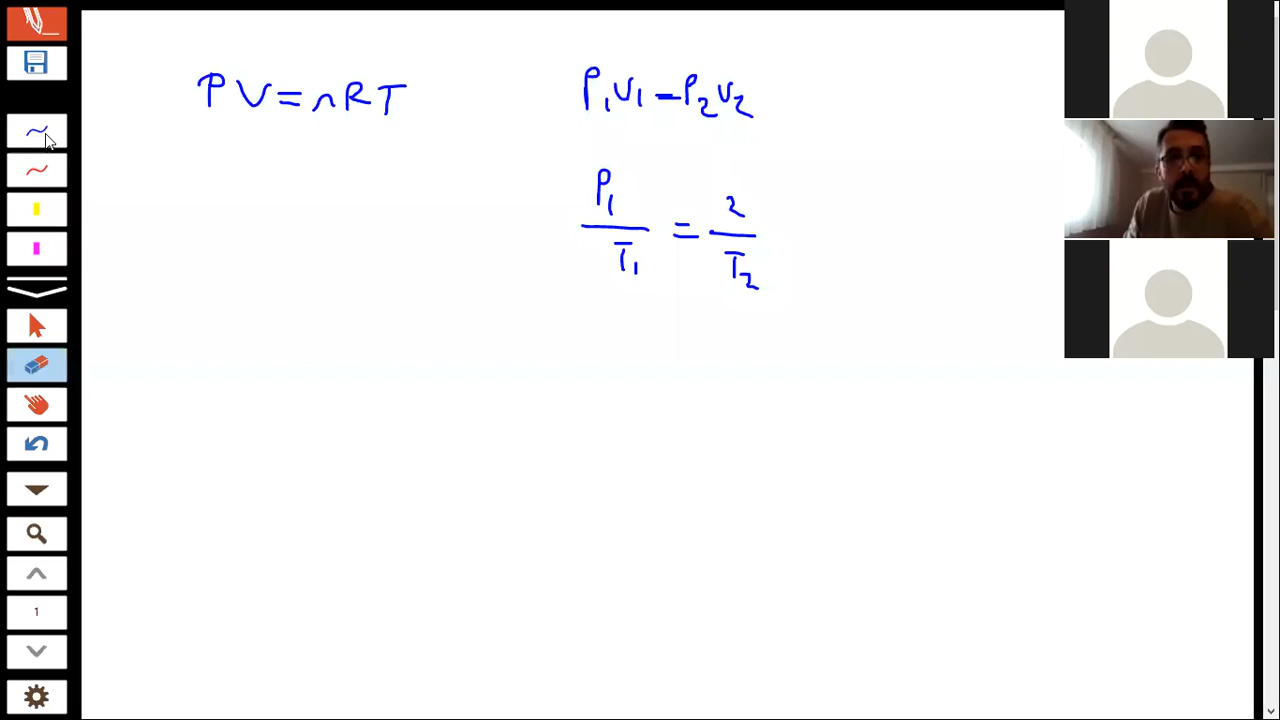 PV=nRT
P₁V₁-P₂V₂
P₁/T₁ = 2/T₂
1